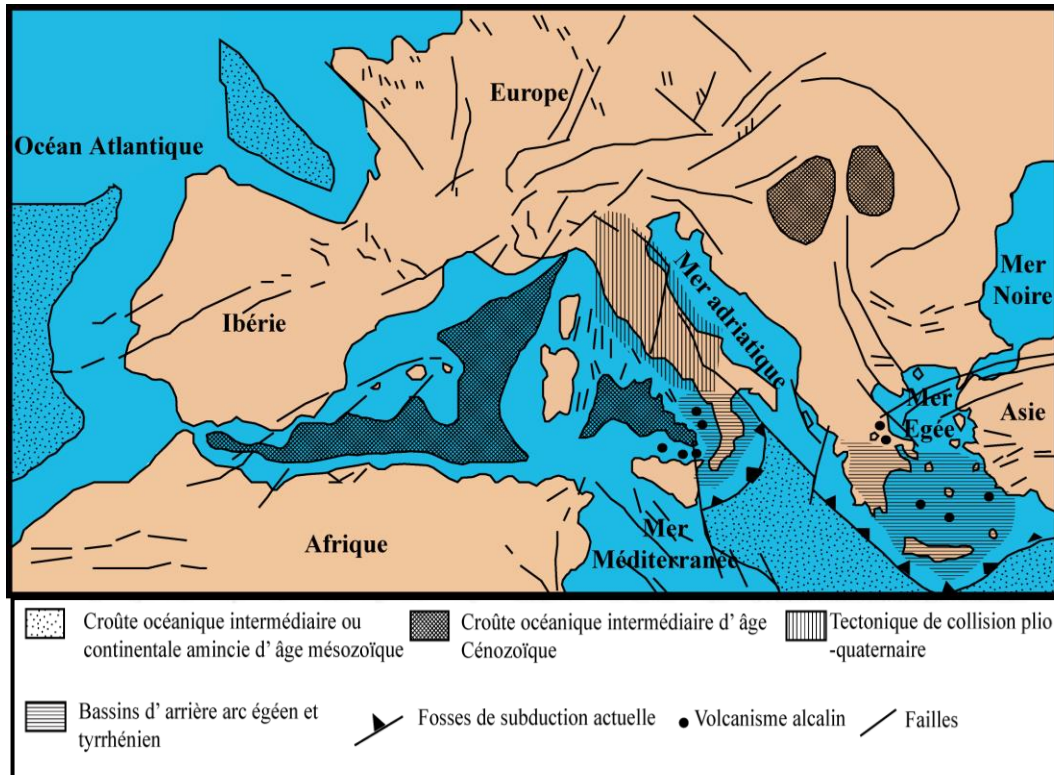 Europe
Océan Atlantique
Mer
Noire
Mer adriatique
Ibérie
Mer
Egée
Asie
Afrique
Mer
Méditerranée
Croûte océanique intermédiaire ou
continentale amincie d' âge mésozoïque
Croûte océanique intermédiaire d' âge
Cénozoïque
Tectonique de collision plio
-quaternaire
Bassins d' arrière arc égéen et
tyrrhénien
Fosses de subduction actuelle
Volcanisme alcalin
Failles